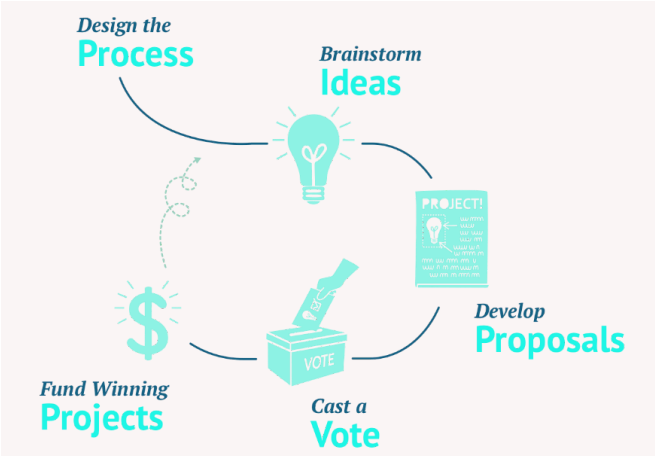 Design the
Process
Brainstorm
Ideas
PROJECT!
Develop
Proposals
VOTE
Cast a
Vote
Fund Winning
Projects